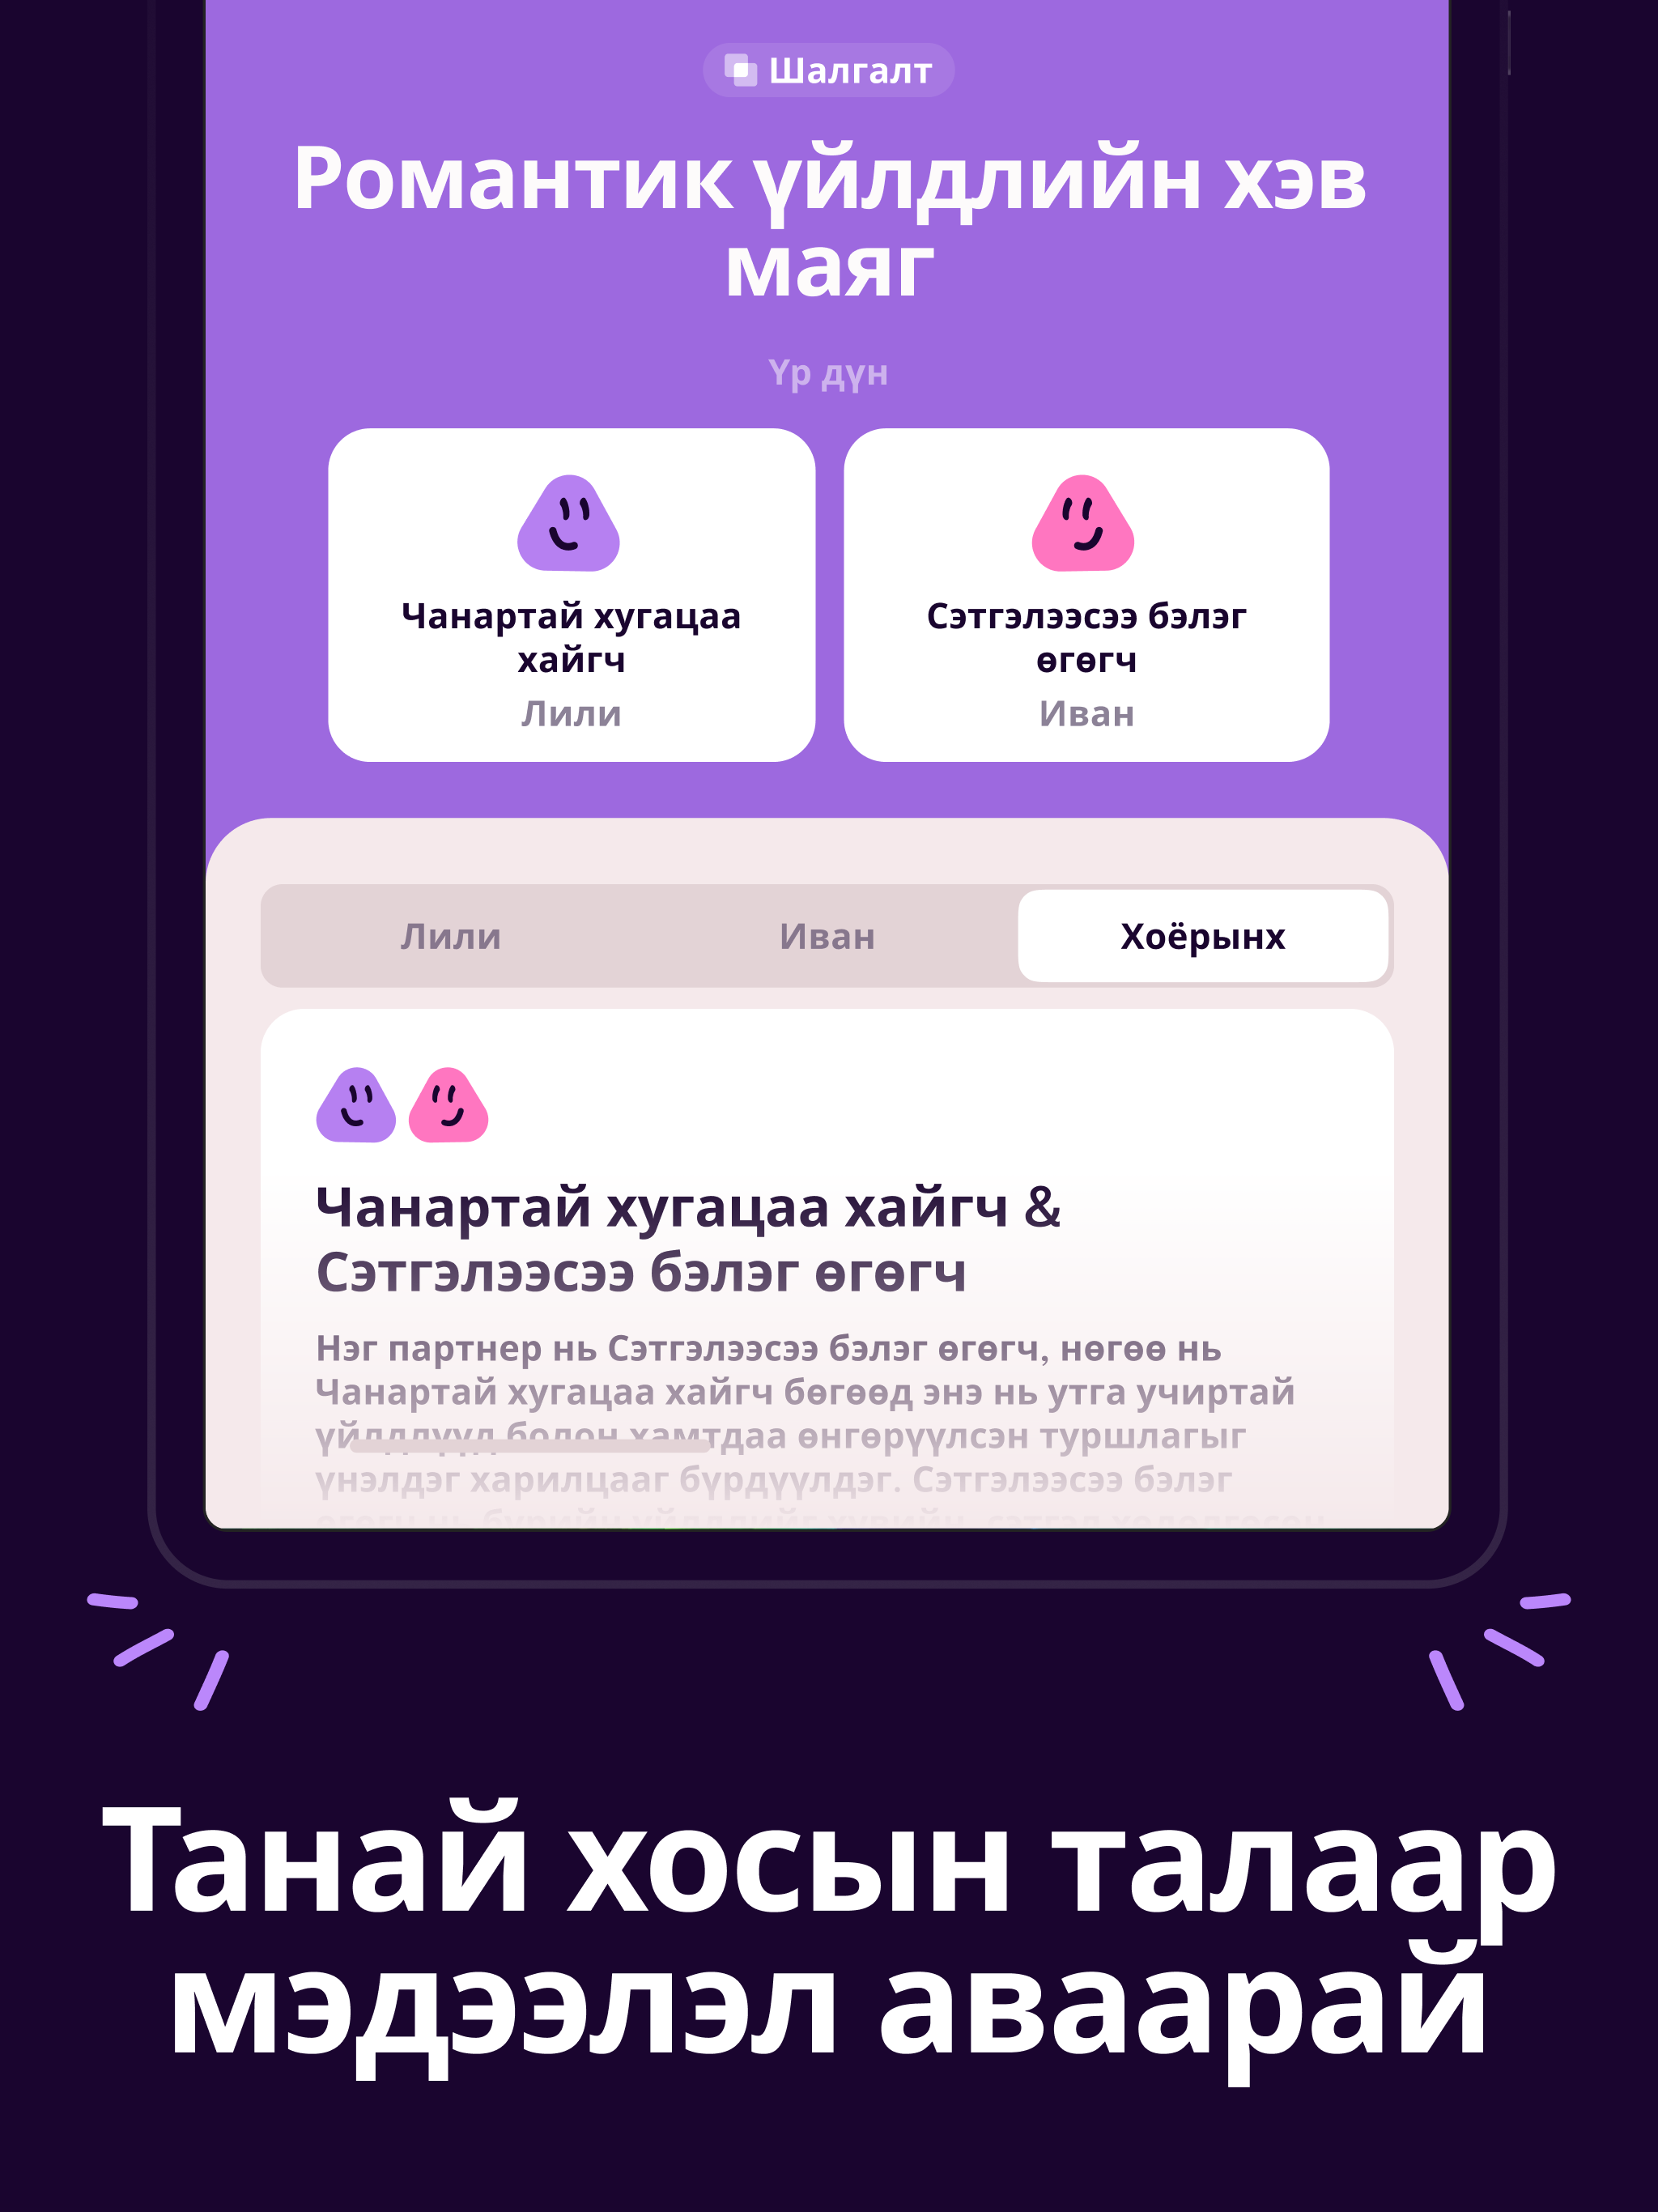 Шалгалт
Романтик үйлдлийн хэв
маяг
Үр дүн
Чанартай хугацаа
хайгч
Лили
Сэтгэлээсээ бэлэг
өгөгч
Иван
Лили
Иван
Хоёрынх
Чанартай хугацаа хайгч &
Сэтгэлээсээ бэлэг өгөгч
Нэг партнер нь Сэтгэлээсээ бэлэг өгөгч, нөгөө нь
Чанартай хугацаа хайгч бөгөөд энэ нь утга учиртай
үйлдлүүд болон хамтдаа өнгөрүүлсэн туршлагыг
үнэлдэг харилцааг бүрдүүлдэг. Сэтгэлээсээ бэлэг
Танай хосын талаар
мэдээлэл аваарай